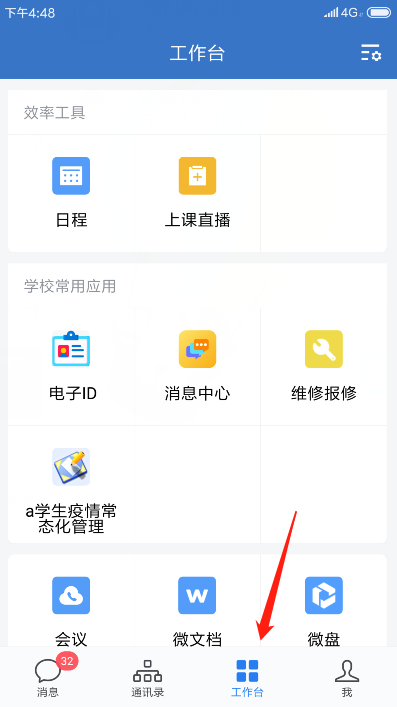 下午4:48
4G
工作台
效率工具
日程
上课直播
学校常用应用
电子ID
消息中心
维修报修
a学生疫情常
态化管理
W
会议
微文档
微盘
32
消息
通讯录
工作台
我